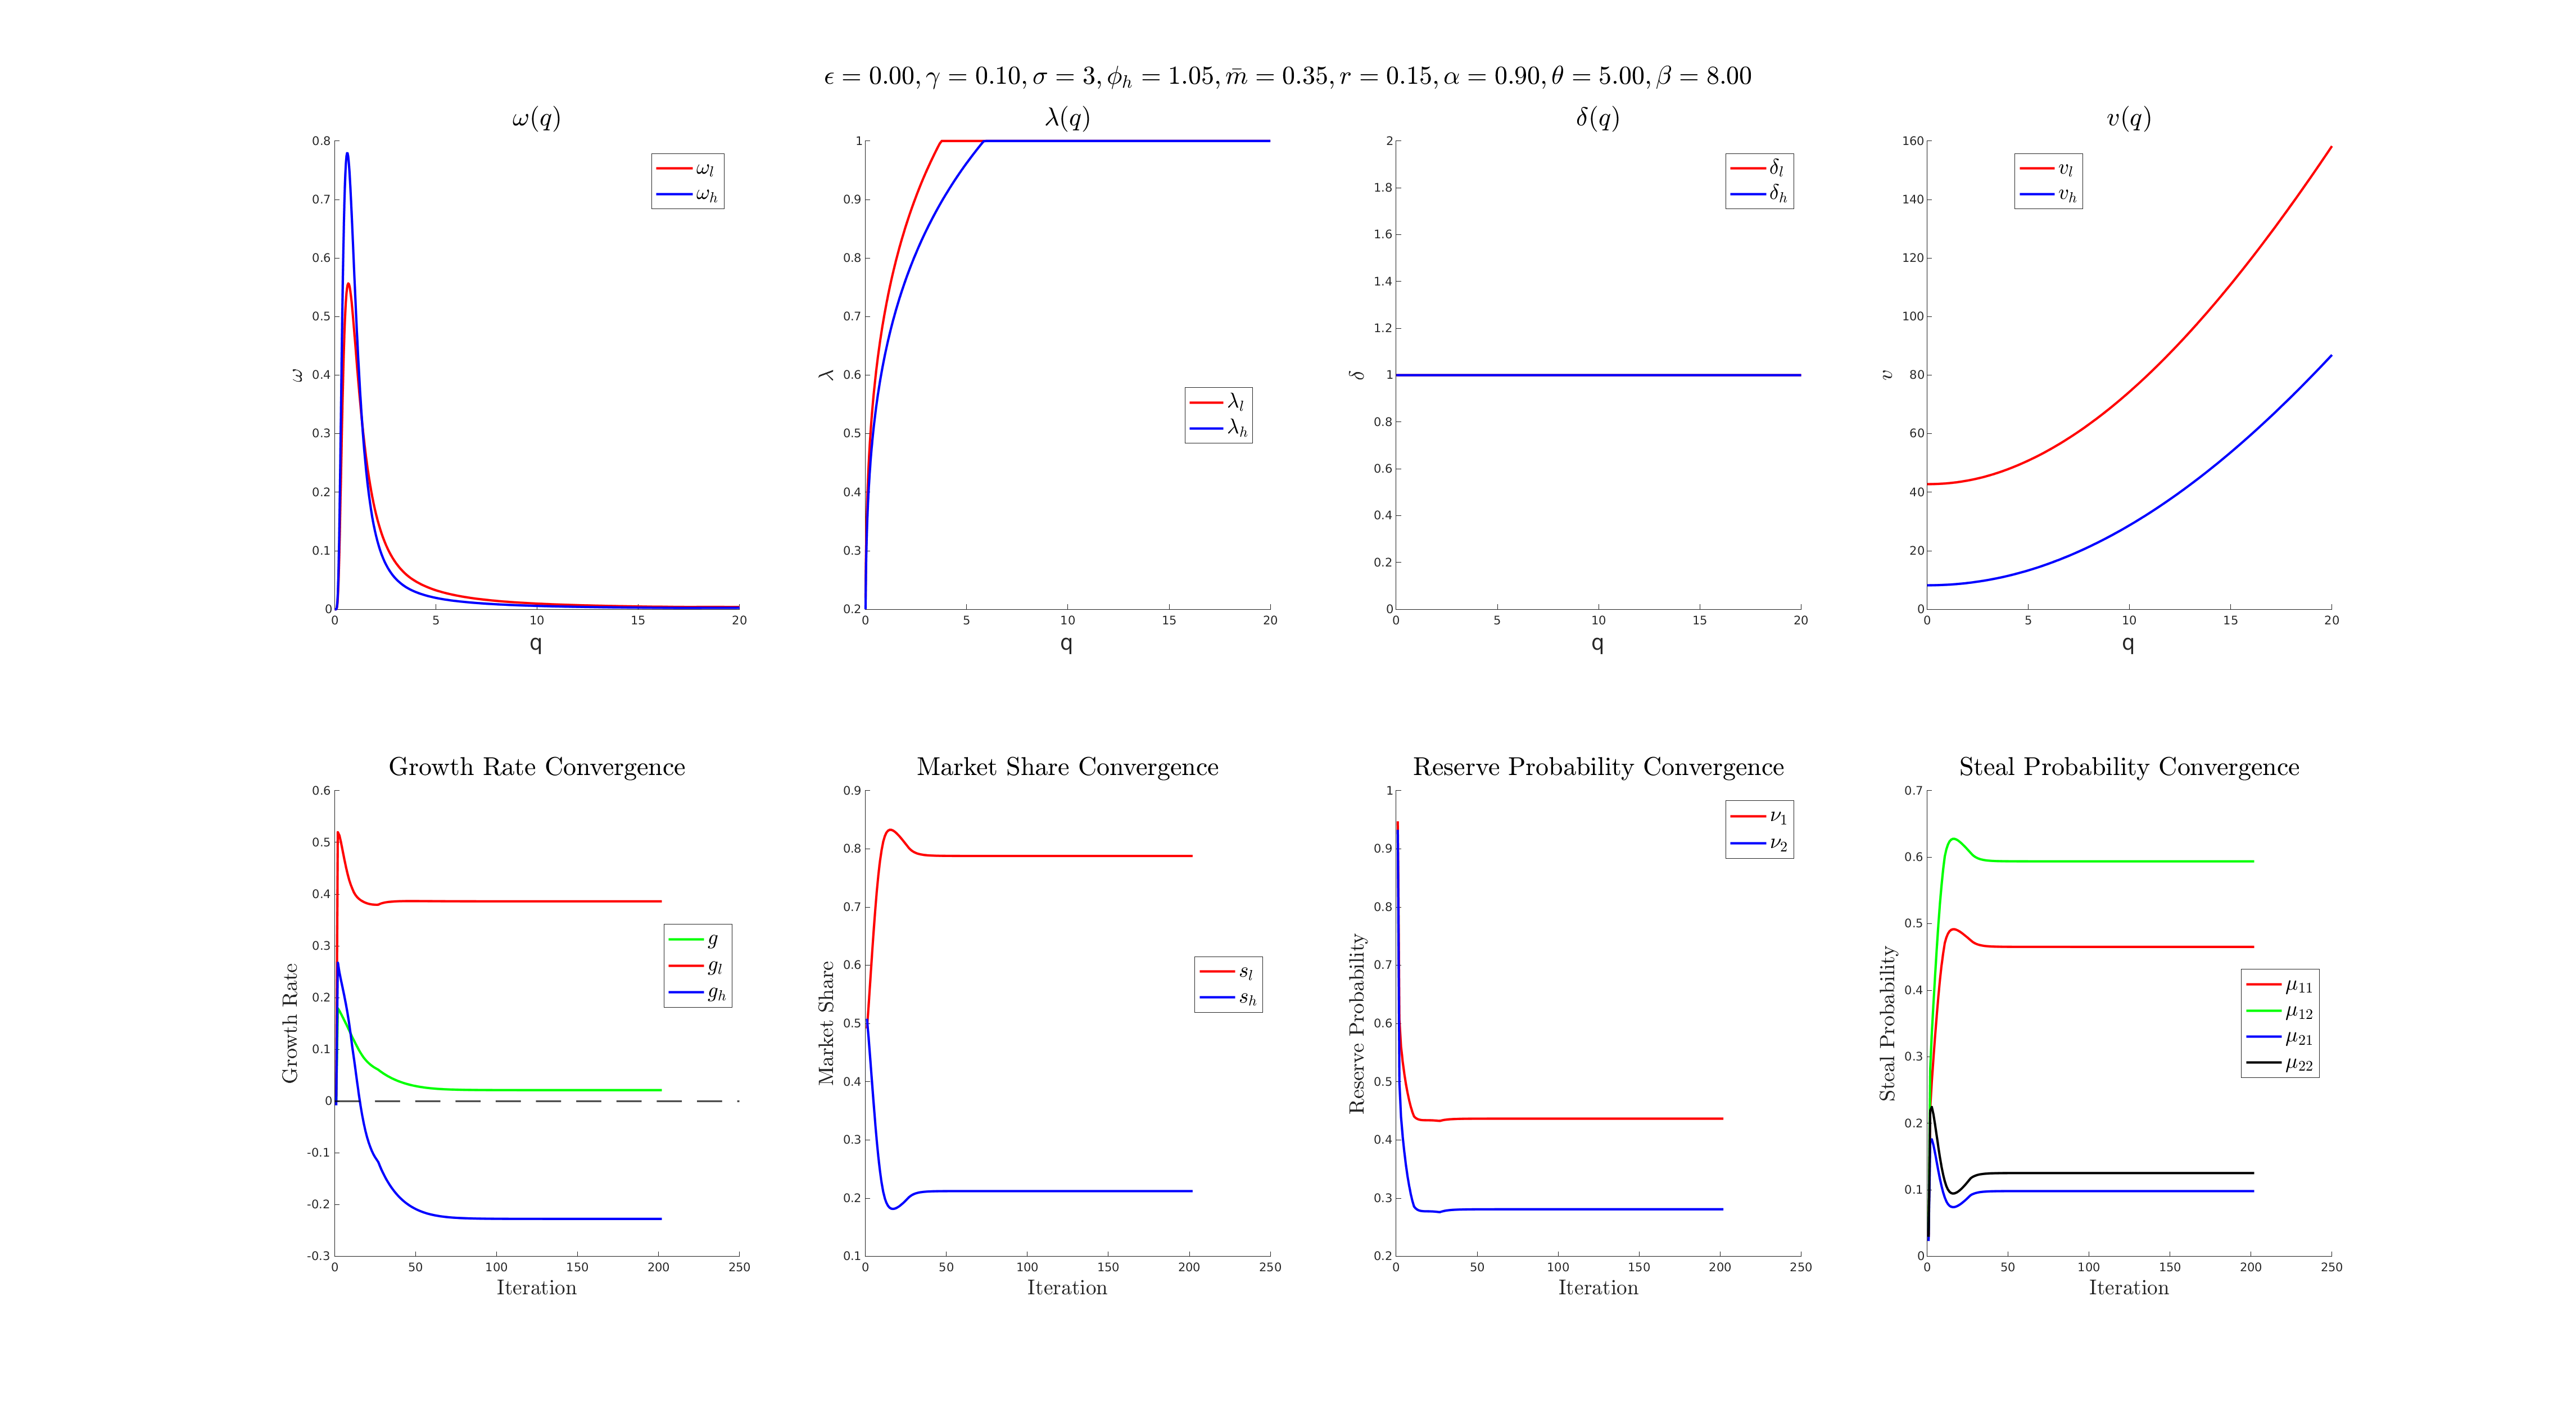 ϵ = 0.00, γ = 0.10, σ = 3, ϕ_h = 1.05, m̄ = 0.35, r = 0.15, α = 0.90, θ = 5.00, β = 8.00
ω(q)
0.8
0.7
0.6
0.5
0.4
0.3
0.2
0.1
0
ω
0 5 10 15 20
q
ω_l
ω_h
λ(q)
1
0.9
0.8
0.7
0.6
0.5
0.4
0.3
0.2
λ
0 5 10 15 20
q
λ_l
λ_h
δ(q)
2
1.8
1.6
1.4
1.2
1
0.8
0.6
0.4
0.2
0
δ
0 5 10 15 20
q
δ_l
δ_h
v(q)
160
140
120
100
80
60
40
20
0
v
0 5 10 15 20
q
v_l
v_h
Growth Rate Convergence
0.6
0.5
0.4
0.3
0.2
0.1
0
-0.1
-0.2
-0.3
Growth Rate
0 50 100 150 200 250
Iteration
g
g_l
g_h
Market Share Convergence
0.9
0.8
0.7
0.6
0.5
0.4
0.3
0.2
0.1
Market Share
0 50 100 150 200 250
Iteration
s_l
s_h
Reserve Probability Convergence
1
0.9
0.8
0.7
0.6
0.5
0.4
0.3
0.2
Reserve Probability
0 50 100 150 200 250
Iteration
ν_1
ν_2
Steal Probability Convergence
0.7
0.6
0.5
0.4
0.3
0.2
0.1
0
Steal Probability
0 50 100 150 200 250
Iteration
μ_11
μ_12
μ_21
μ_22